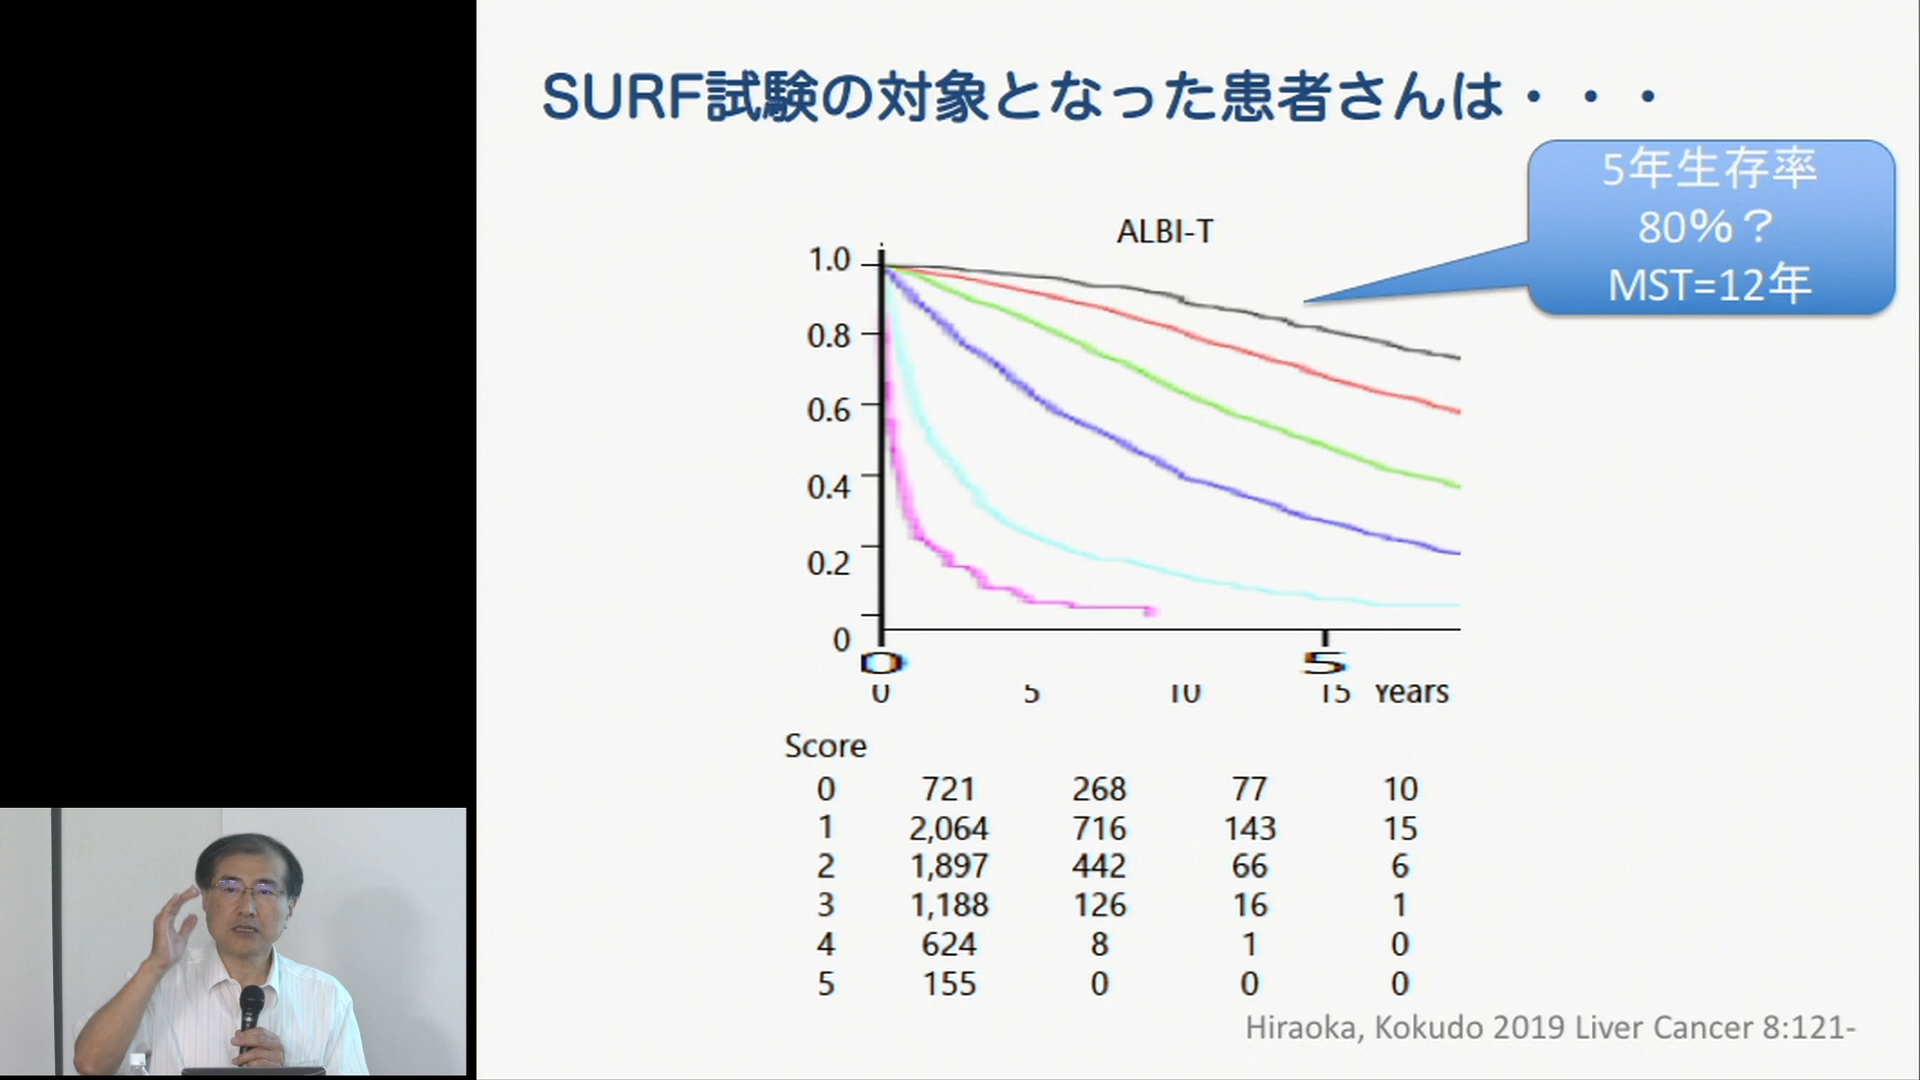 SURF試験の対象となった患者さんは・・・
5年生存率
80%？
MST=12年
ALBI-T
1.0
0.8
0.6
0.4
0.2
0
0 5
0 5 10 15 Years
Score
0 721 268 77 10
1 2,064 716 143 15
2 1,897 442 66 6
3 1,188 126 16 1
4 624 8 1 0
5 155 0 0 0
Hiraoka, Kokudo 2019 Liver Cancer 8:121-